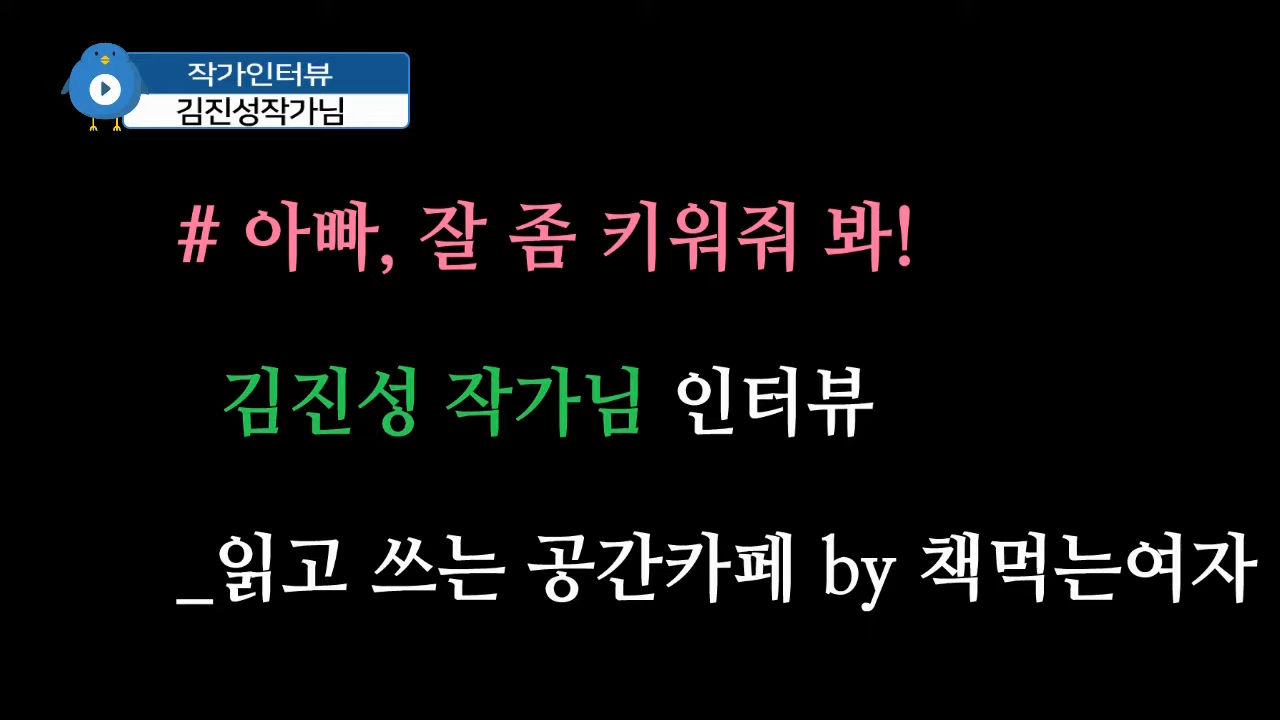 작가인터뷰
김진성작가님
# 아빠, 잘 좀 키워줘 봐!
김진성 작가님 인터뷰
_읽고 쓰는 공간카페 by 책먹는여자